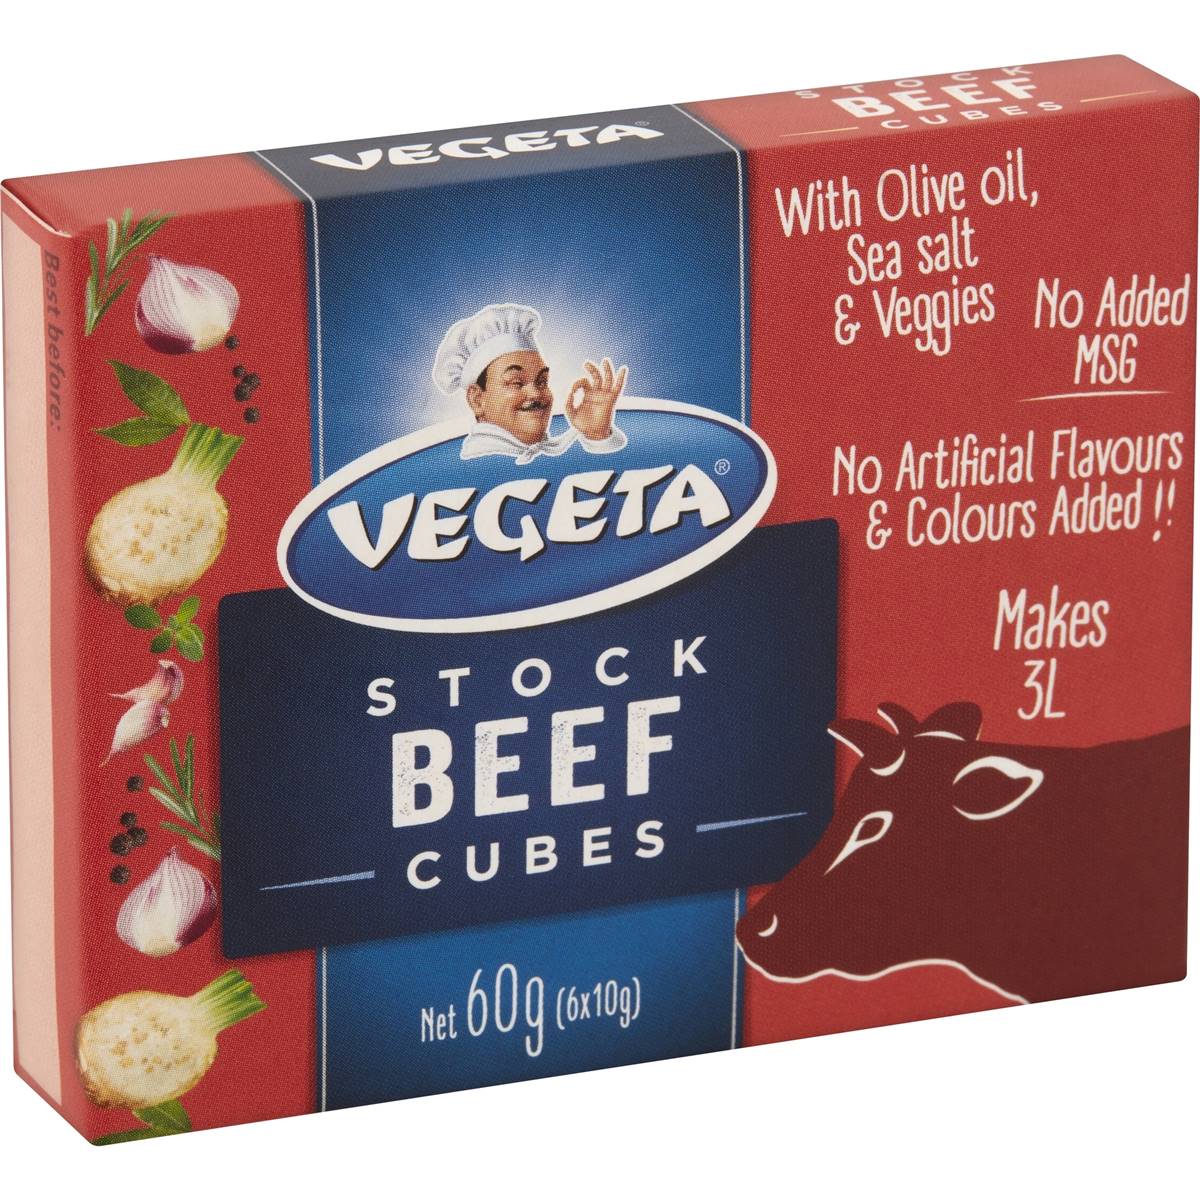 VEGETA®
STOCK
BEEF
CUBES
Best before:
With Olive oil,
Sea salt
& Veggies
No Added
MSG
No Artificial Flavours
& Colours Added !!
Makes
3L
VEGETA®
STOCK
BEEF
CUBES
Net 60g (6x10g)